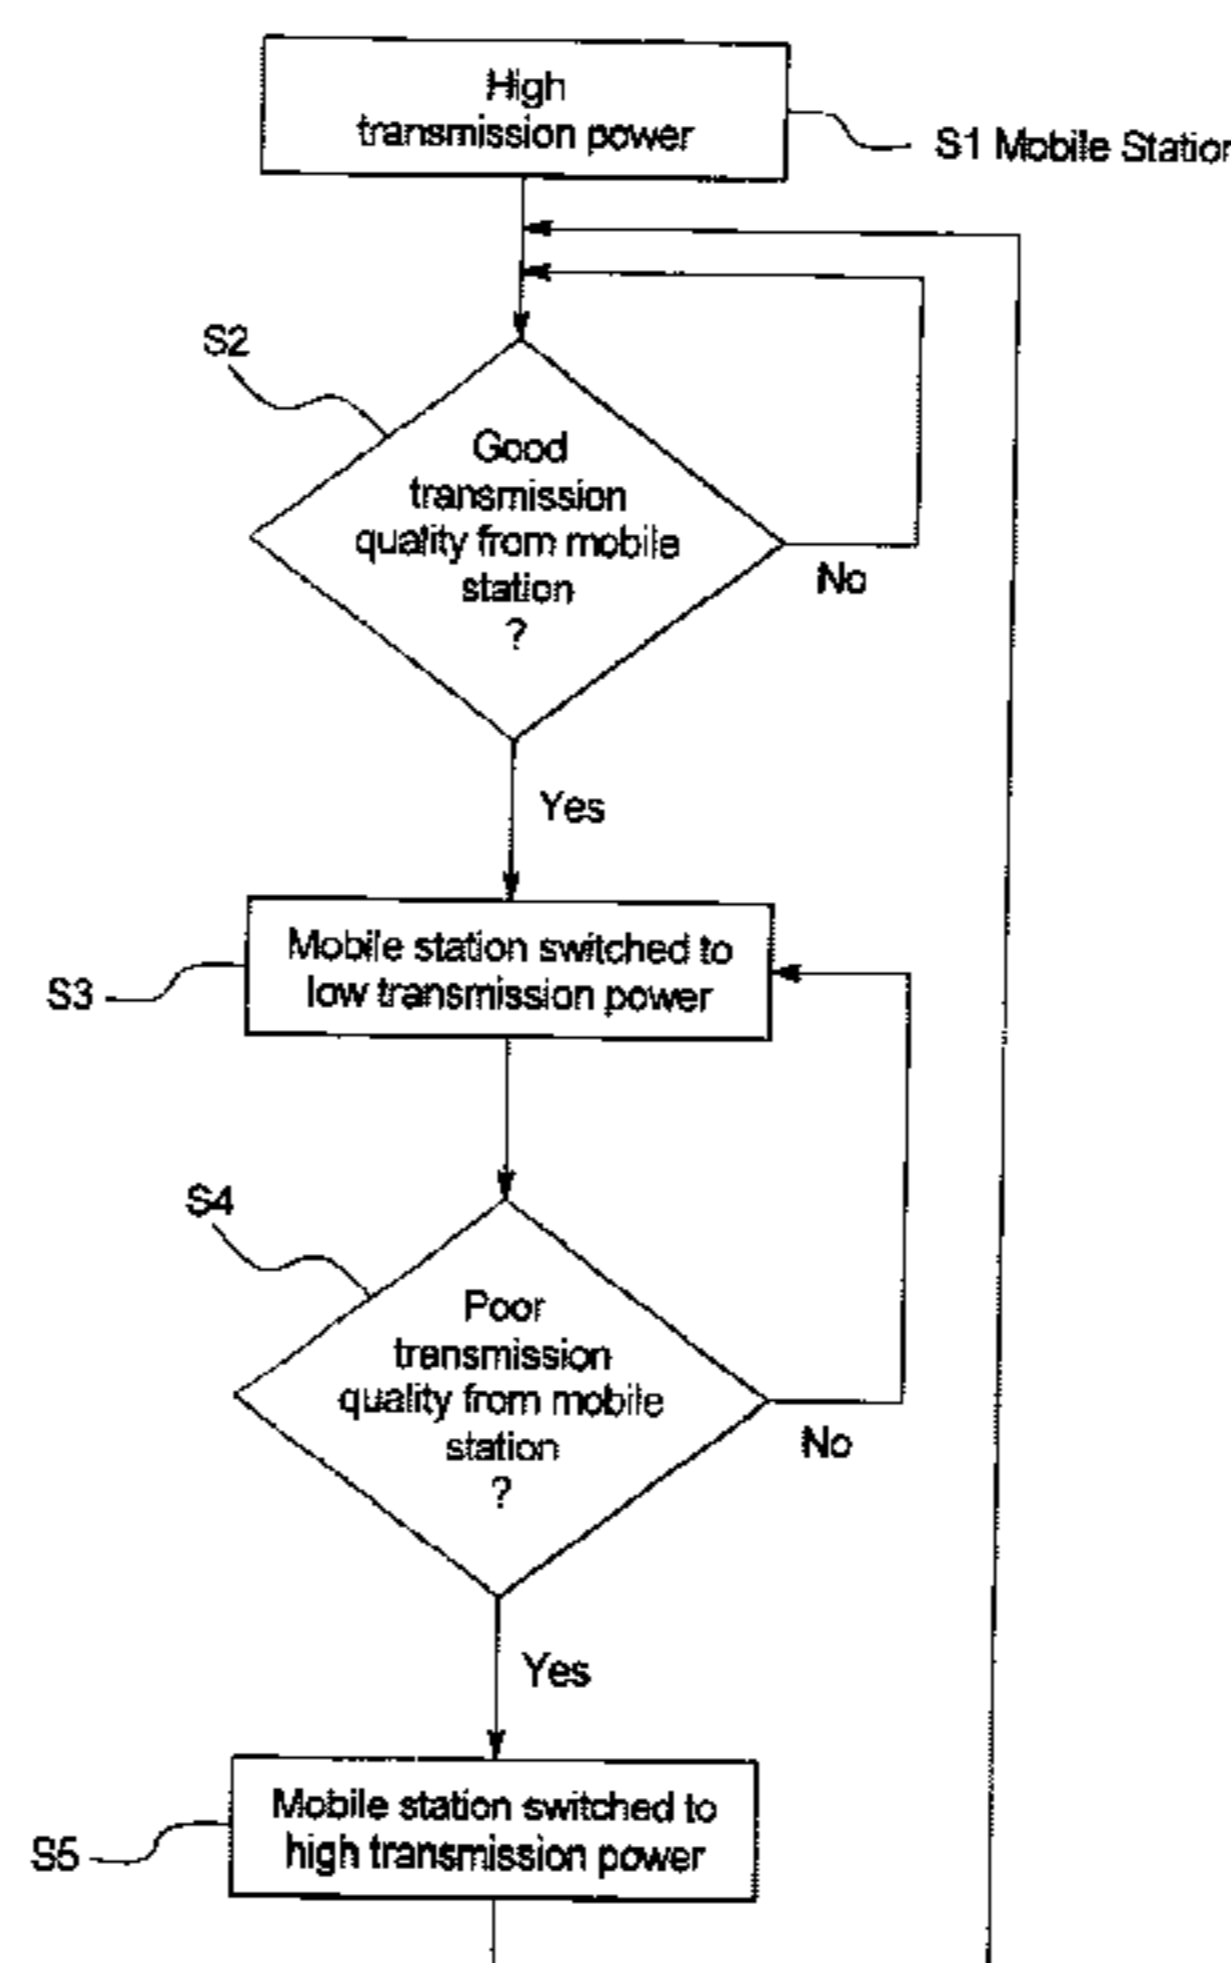 High
transmission power
S1 Mobile Station
S2
Good
transmission
quality from mobile
station
?
No
Yes
Mobile station switched to
low transmission power
S3
S4
Poor
transmission
quality from mobile
station
?
No
Yes
Mobile station switched to
high transmission power
S5